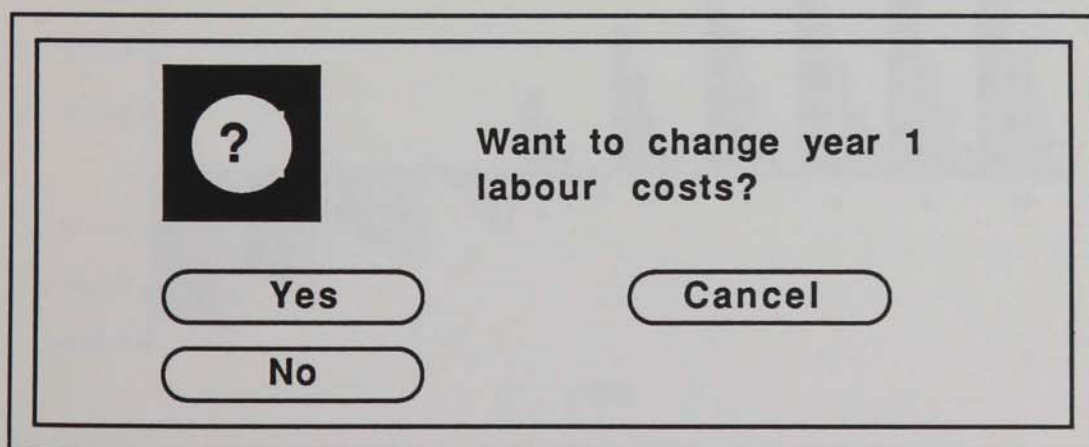 ?
Want to change year 1
labour costs?
Yes
Cancel
No